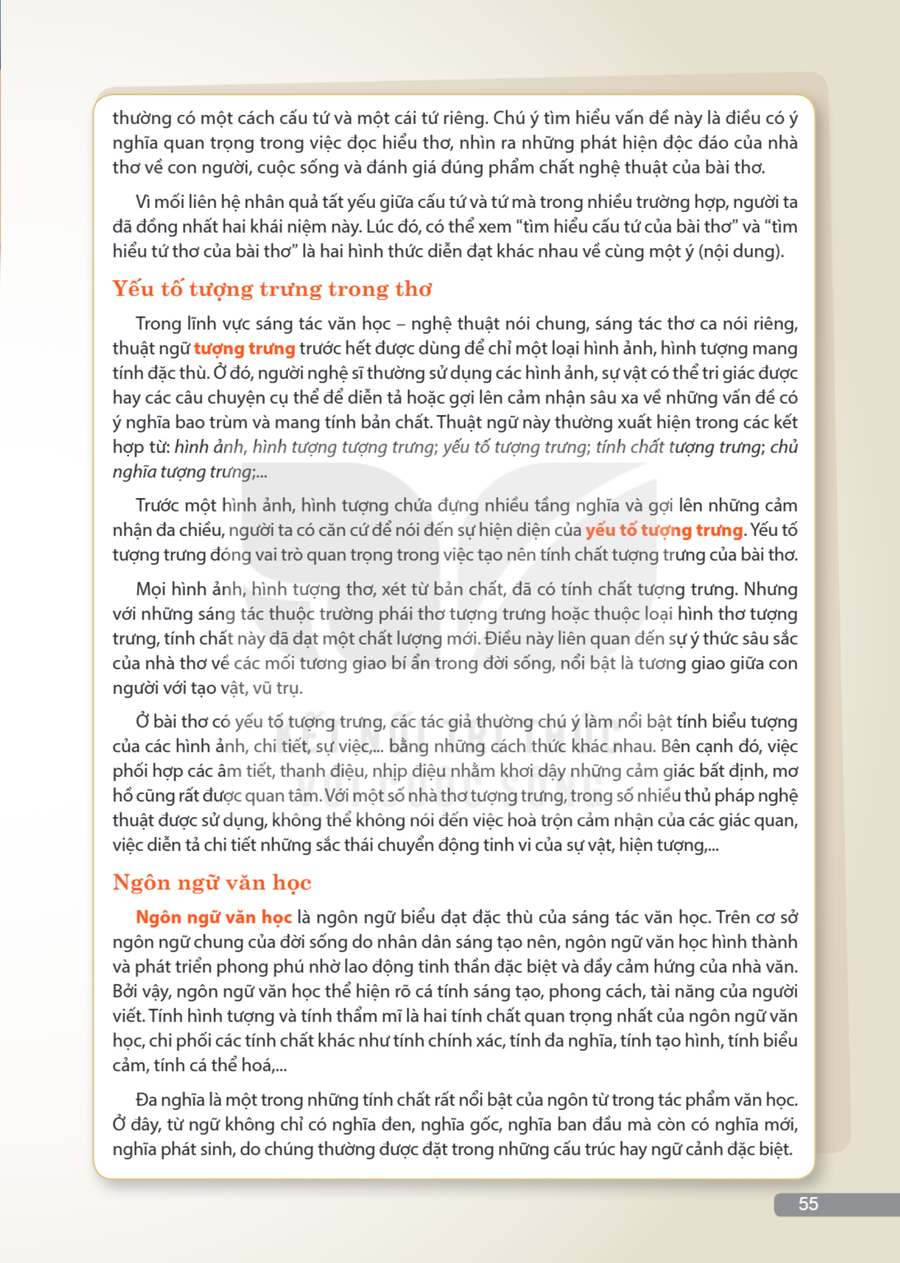 thường có một cách cấu tứ và một cái tứ riêng. Chú ý tìm hiểu vấn đề này là điều có ý
nghĩa quan trọng trong việc đọc hiểu thơ, nhìn ra những phát hiện độc đáo của nhà
thơ về con người, cuộc sống và đánh giá đúng phẩm chất nghệ thuật của bài thơ.
Vì mối liên hệ nhân quả tất yếu giữa cấu tứ và tứ mà trong nhiều trường hợp, người ta
đã đồng nhất hai khái niệm này. Lúc đó, có thể xem “tìm hiểu cấu tứ của bài thơ” và “tìm
hiểu tứ thơ của bài thơ” là hai hình thức diễn đạt khác nhau về cùng một ý (nội dung).
Yếu tố tượng trưng trong thơ
Trong lĩnh vực sáng tác văn học – nghệ thuật nói chung, sáng tác thơ ca nói riêng,
thuật ngữ tượng trưng trước hết được dùng để chỉ một loại hình ảnh, hình tượng mang
tính đặc thù. Ở đó, người nghệ sĩ thường sử dụng các hình ảnh, sự vật có thể tri giác được
hay các câu chuyện cụ thể để diễn tả hoặc gợi lên cảm nhận sâu xa về những vấn đề có
ý nghĩa bao trùm và mang tính bản chất. Thuật ngữ này thường xuất hiện trong các kết
hợp từ: hình ảnh, hình tượng tượng trưng; yếu tố tượng trưng; tính chất tượng trưng; chủ
nghĩa tượng trưng;...
Trước một hình ảnh, hình tượng chứa đựng nhiều tầng nghĩa và gợi lên những cảm
nhận đa chiều, người ta có căn cứ để nói đến sự hiện diện của yếu tố tượng trưng. Yếu tố
tượng trưng đóng vai trò quan trọng trong việc tạo nên tính chất tượng trưng của bài thơ.
Mọi hình ảnh, hình tượng thơ, xét từ bản chất, đã có tính chất tượng trưng. Nhưng
với những sáng tác thuộc trường phái thơ tượng trưng hoặc thuộc loại hình thơ tượng
trưng, tính chất này đã đạt một chất lượng mới. Điều này liên quan đến sự ý thức sâu sắc
của nhà thơ về các mối tương giao bí ẩn trong đời sống, nổi bật là tương giao giữa con
người với tạo vật, vũ trụ.
Ở bài thơ có yếu tố tượng trưng, các tác giả thường chú ý làm nổi bật tính biểu tượng
của các hình ảnh, chi tiết, sự việc,... bằng những cách thức khác nhau. Bên cạnh đó, việc
phối hợp các âm tiết, thanh điệu, nhịp điệu nhằm khơi dậy những cảm giác bất định, mơ
hồ cũng rất được quan tâm. Với một số nhà thơ tượng trưng, trong số nhiều thủ pháp nghệ
thuật được sử dụng, không thể không nói đến việc hoà trộn cảm nhận của các giác quan,
việc diễn tả chi tiết những sắc thái chuyển động tinh vi của sự vật, hiện tượng,...
KẾT NỐI TRI THỨC
VỚI CUỘC SỐNG
Ngôn ngữ văn học
Ngôn ngữ văn học là ngôn ngữ biểu đạt đặc thù của sáng tác văn học. Trên cơ sở
ngôn ngữ chung của đời sống do nhân dân sáng tạo nên, ngôn ngữ văn học hình thành
và phát triển phong phú nhờ lao động tinh thần đặc biệt và đầy cảm hứng của nhà văn.
Bởi vậy, ngôn ngữ văn học thể hiện rõ cá tính sáng tạo, phong cách, tài năng của người
viết. Tính hình tượng và tính thẩm mĩ là hai tính chất quan trọng nhất của ngôn ngữ văn
học, chi phối các tính chất khác như tính chính xác, tính đa nghĩa, tính tạo hình, tính biểu
cảm, tính cá thể hoá,...
Đa nghĩa là một trong những tính chất rất nổi bật của ngôn từ trong tác phẩm văn học.
Ở đây, từ ngữ không chỉ có nghĩa đen, nghĩa gốc, nghĩa ban đầu mà còn có nghĩa mới,
nghĩa phát sinh, do chúng thường được đặt trong những cấu trúc hay ngữ cảnh đặc biệt.
55